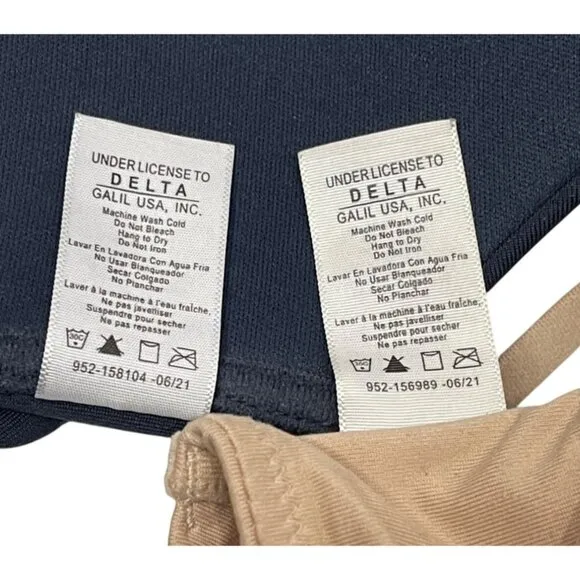 UNDER LICENSE TO
DELTA
GALIL USA, INC.
Machine Wash Cold
Do Not Bleach
Hang to Dry
Do Not Iron
Lavar En Lavadora Con Agua Fria
No Usar Blanqueador
Secar Colgado
No Planchar
Laver à la machine à l'eau fraîche.
Ne pas javelliser
Suspendre pour secher
Ne pas repasser
30C
952-158104 -06/21
UNDER LICENSE TO
DELTA
GALIL USA, INC.
Machine Wash Cold
Do Not Bleach
Hang to Dry
Do Not Iron
Lavar En Lavadora Con Agua Fria
No Usar Blanqueador
Secar Colgado
No Planchar
Laver à la machine à l'eau fraîche.
Ne pas javelliser
Suspendre pour secher
Ne pas repasser
30C
952-156989 -06/21